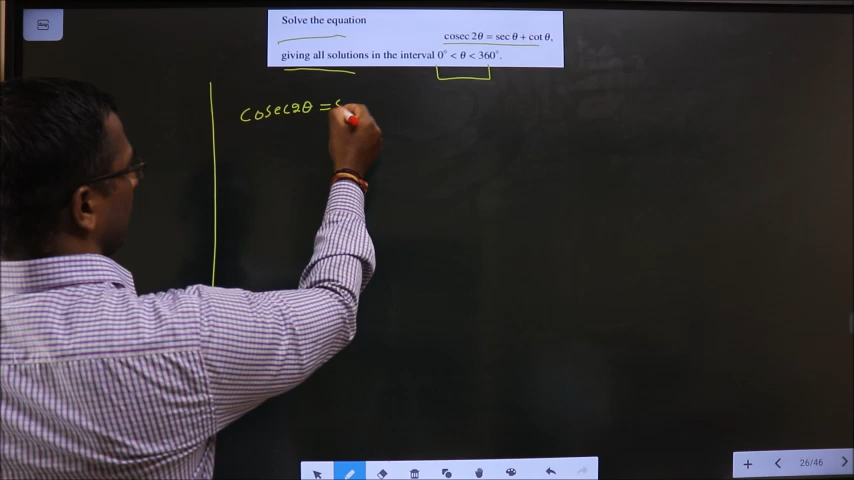 Solve the equation
cosec 2θ = sec θ + cot θ,
giving all solutions in the interval 0° < θ < 360°.
cosec2θ = s
26/46